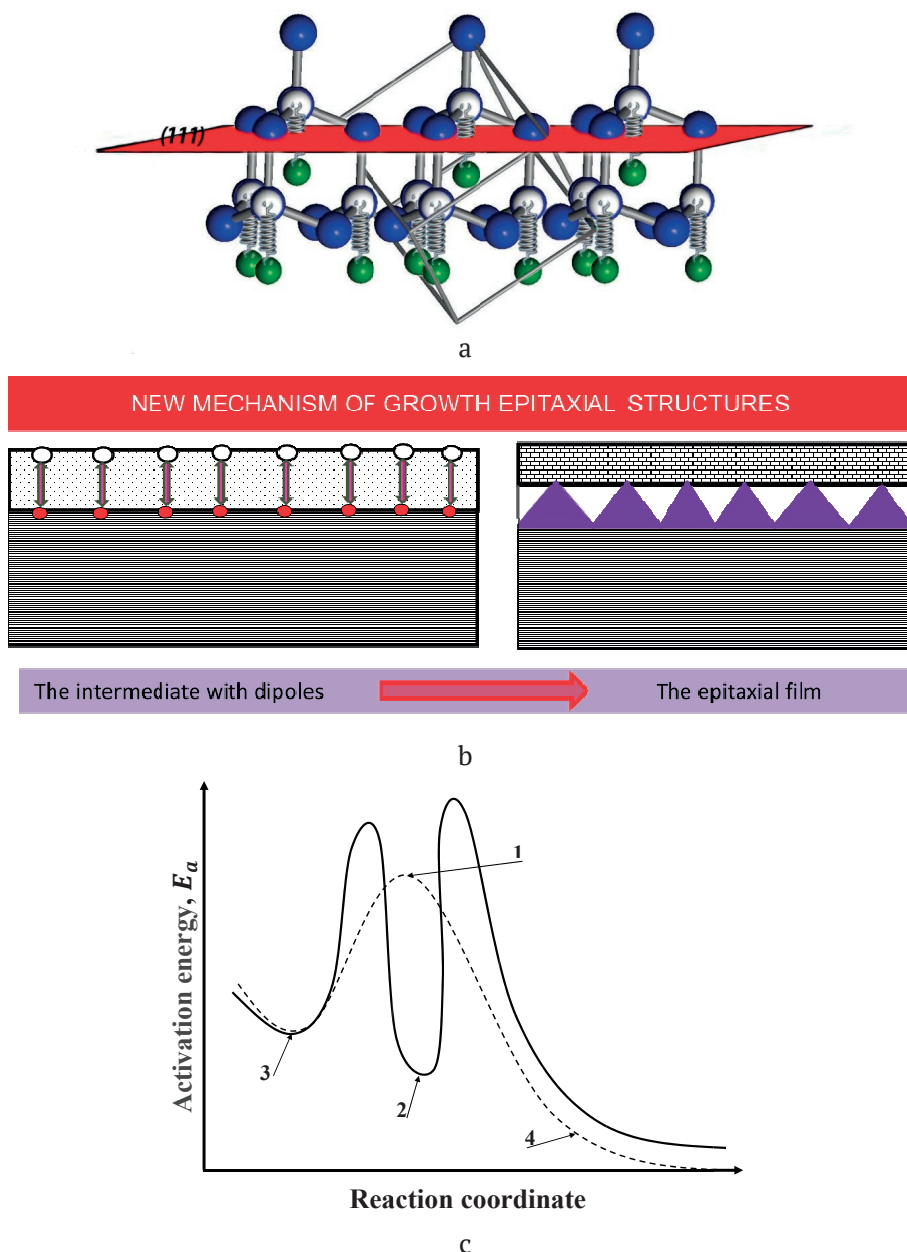 (111)
a
NEW MECHANISM OF GROWTH EPITAXIAL STRUCTURES
The intermediate with dipoles
The epitaxial film
b
Activation energy, Eₐ
1
3
2
4
Reaction coordinate
c